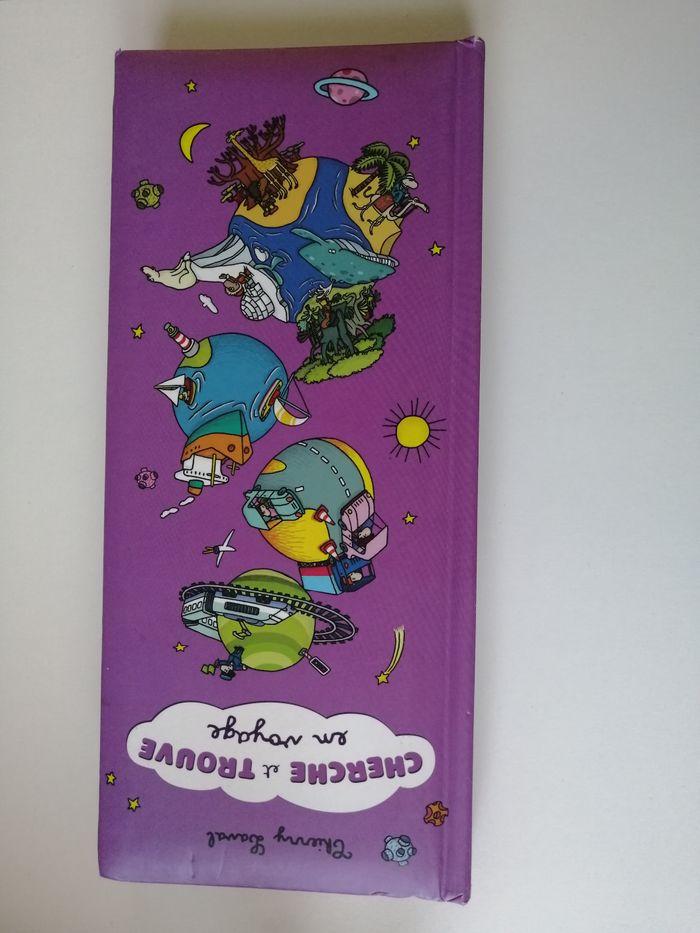 Thierry Laval
CHERCHE et TROUVE
en voyage